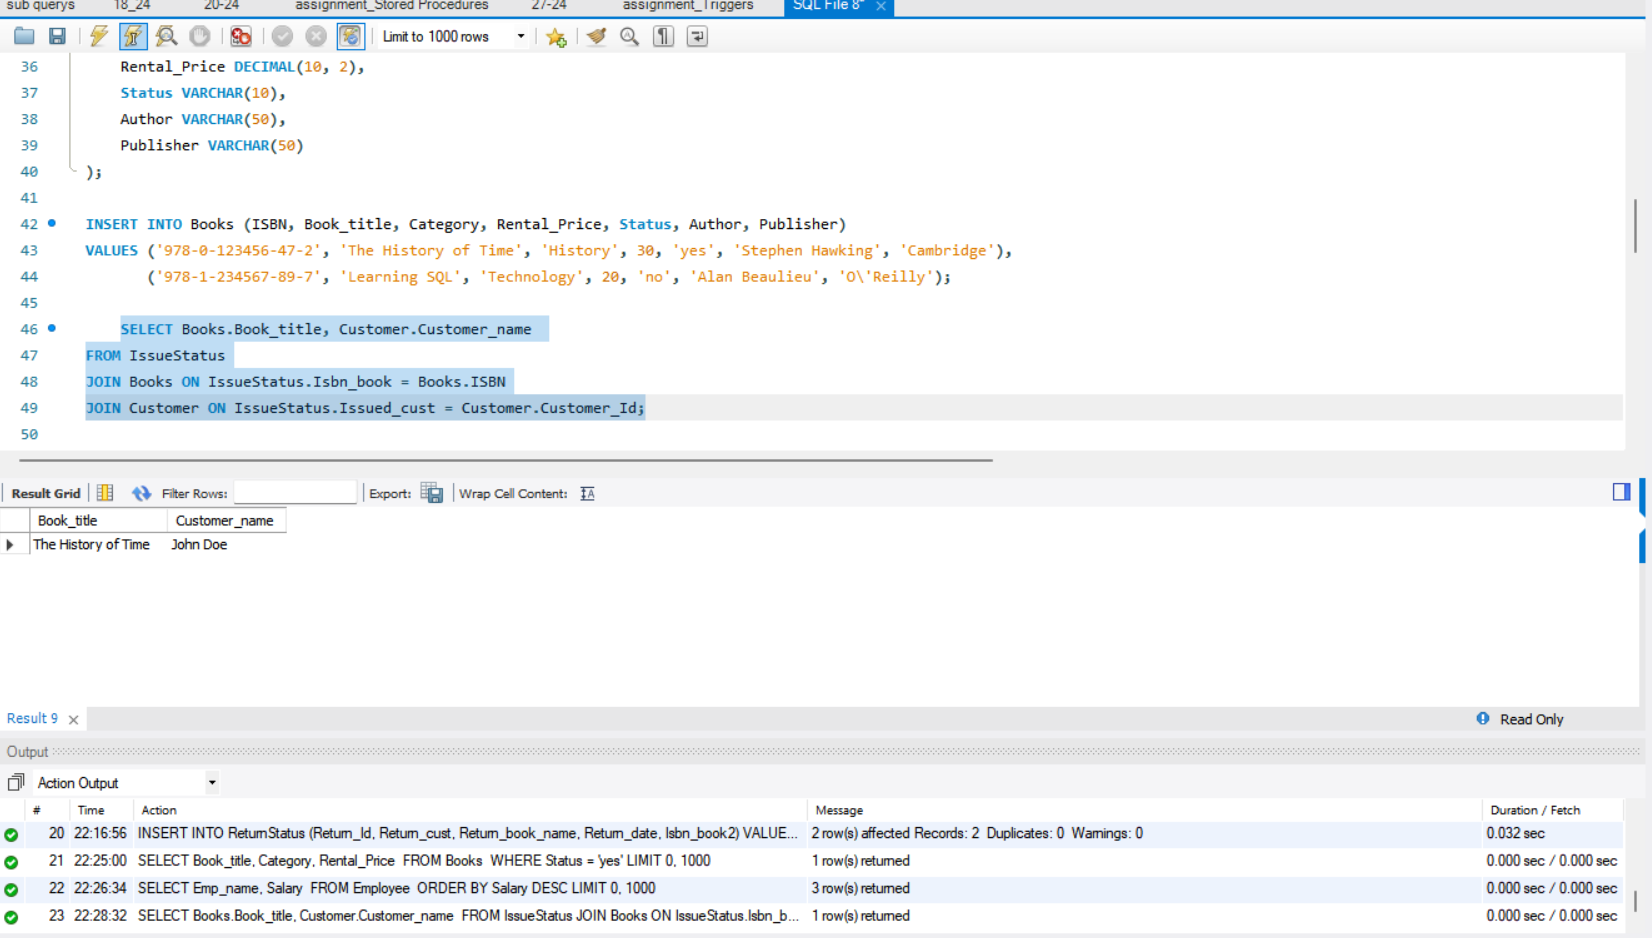 sub querys 18_24 20-24 assignment_Stored Procedures 27-24 assignment_Triggers SQL File 8* ×
Limit to 1000 rows
36 Rental_Price DECIMAL(10, 2),
37 Status VARCHAR(10),
38 Author VARCHAR(50),
39 Publisher VARCHAR(50)
40 );
41
42 INSERT INTO Books (ISBN, Book_title, Category, Rental_Price, Status, Author, Publisher)
43 VALUES ('978-0-123456-47-2', 'The History of Time', 'History', 30, 'yes', 'Stephen Hawking', 'Cambridge'),
44 ('978-1-234567-89-7', 'Learning SQL', 'Technology', 20, 'no', 'Alan Beaulieu', 'O\'Reilly');
45
46 SELECT Books.Book_title, Customer.Customer_name
47 FROM IssueStatus
48 JOIN Books ON IssueStatus.Isbn_book = Books.ISBN
49 JOIN Customer ON IssueStatus.Issued_cust = Customer.Customer_Id;
50
Result Grid Filter Rows: Export: Wrap Cell Content: IA
Book_title Customer_name
The History of Time John Doe
Result 9 × Read Only
Output
Action Output
# Time Action Message Duration / Fetch
20 22:16:56 INSERT INTO ReturnStatus (Return_Id, Return_cust, Return_book_name, Return_date, Isbn_book2) VALUE... 2 row(s) affected Records: 2 Duplicates: 0 Warnings: 0 0.032 sec
21 22:25:00 SELECT Book_title, Category, Rental_Price FROM Books WHERE Status = 'yes' LIMIT 0, 1000 1 row(s) returned 0.000 sec / 0.000 sec
22 22:26:34 SELECT Emp_name, Salary FROM Employee ORDER BY Salary DESC LIMIT 0, 1000 3 row(s) returned 0.000 sec / 0.000 sec
23 22:28:32 SELECT Books.Book_title, Customer.Customer_name FROM IssueStatus JOIN Books ON IssueStatus.Isbn_b... 1 row(s) returned 0.000 sec / 0.000 sec